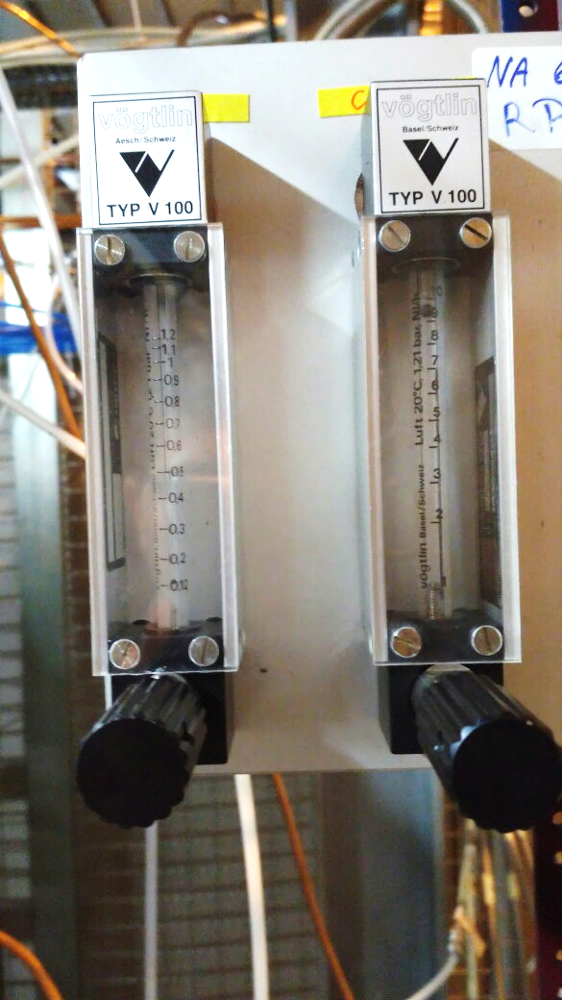 vögtlin
Aesch/Schweiz
TYP V 100
1,2
1,1
1
0,9
0,8
0,7
0,6
0,5
0,4
0,3
0,2
0,12
vögtlin
Basel/Schweiz
TYP V 100
10
9
8
7
6
5
4
3
2
vögtlin Basel/Schweiz Luft 20°C, 1,21 bar, Nl/h
NA